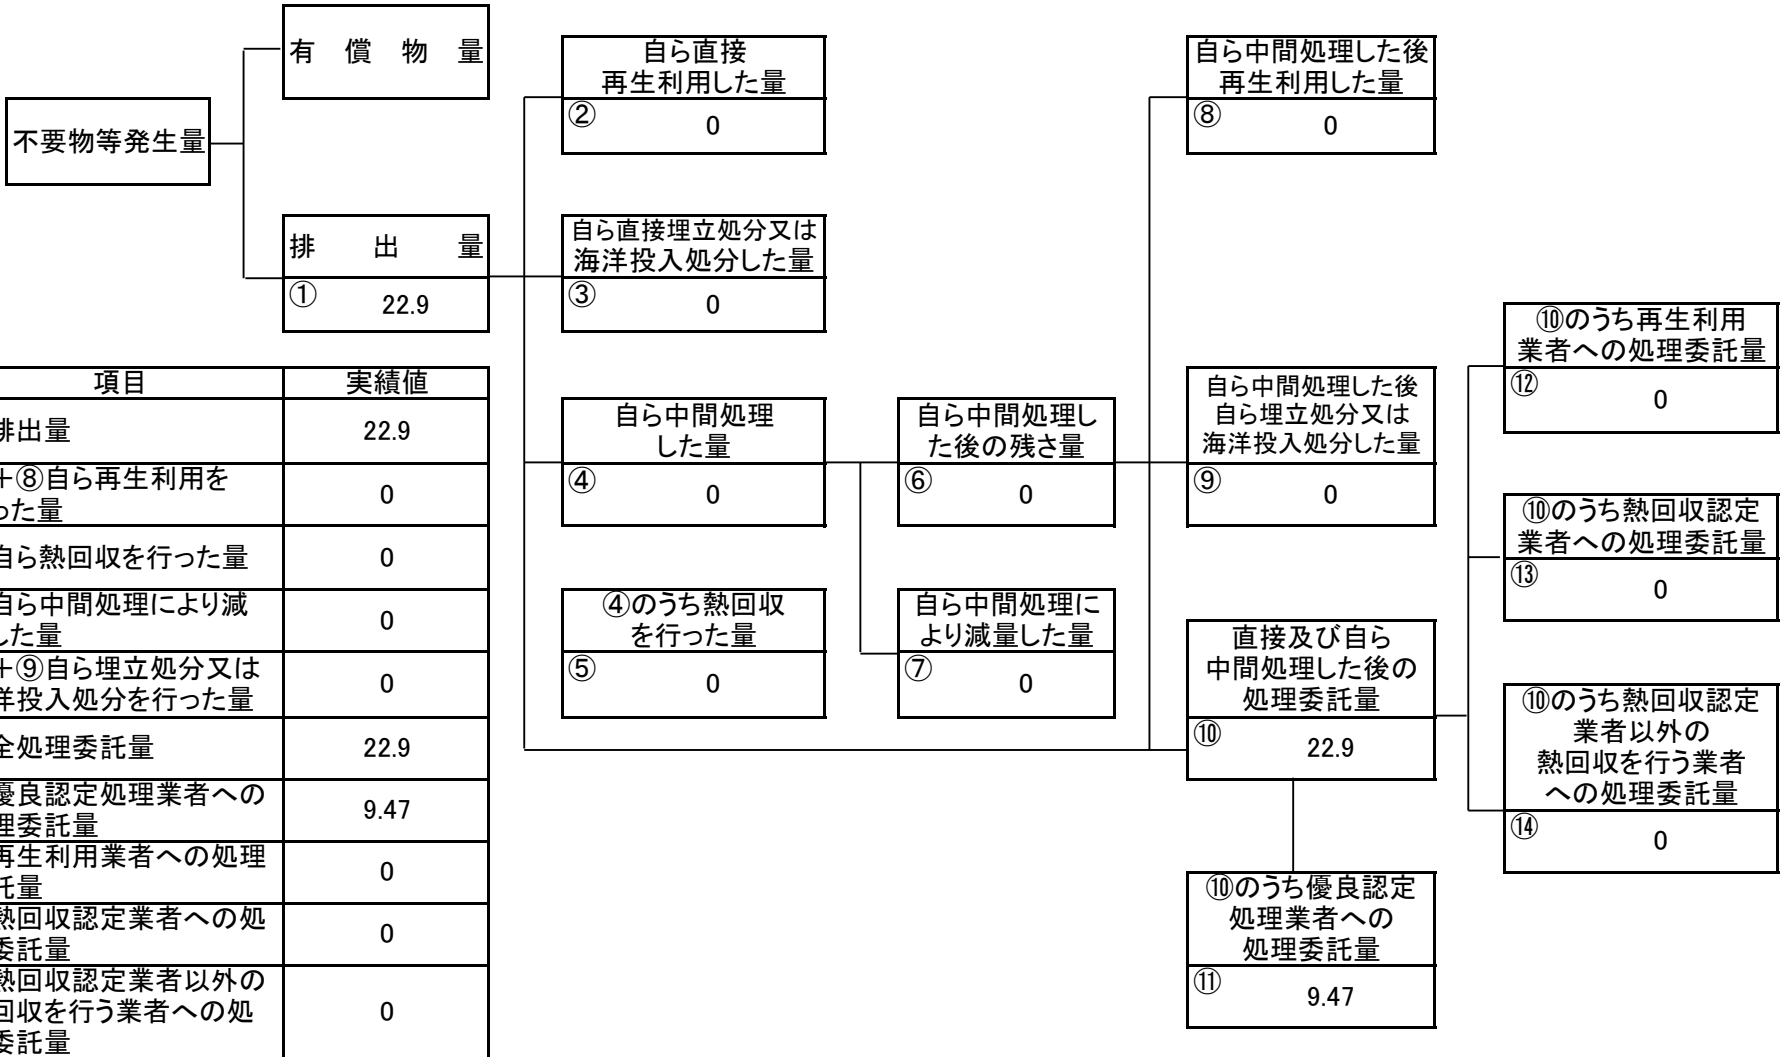 有償物量
不要物等発生量
排出量
①
22.9
自ら直接
再生利用した量
②
0
自ら直接埋立処分又は
海洋投入処分した量
③
0
自ら中間処理
した量
④
0
④のうち熱回収
を行った量
⑤
0
自ら中間処理し
た後の残さ量
⑥
0
自ら中間処理に
より減量した量
⑦
0
自ら中間処理した後
再生利用した量
⑧
0
自ら中間処理した後
自ら埋立処分又は
海洋投入処分した量
⑨
0
直接及び自ら
中間処理した後の
処理委託量
⑩
22.9
⑩のうち優良認定
処理業者への
処理委託量
⑪
9.47
⑩のうち再生利用
業者への処理委託量
⑫
0
⑩のうち熱回収認定
業者への処理委託量
⑬
0
⑩のうち熱回収認定
業者以外の
熱回収を行う業者
への処理委託量
⑭
0
項目 実績値
排出量 22.9
+⑧自ら再生利用を
った量
0
自ら熱回収を行った量 0
自ら中間処理により減
した量
0
+⑨自ら埋立処分又は
洋投入処分を行った量
0
全処理委託量 22.9
優良認定処理業者への
理委託量
9.47
再生利用業者への処理
託量
0
熱回収認定業者への処
委託量
0
熱回収認定業者以外の
回収を行う業者への処
委託量
0